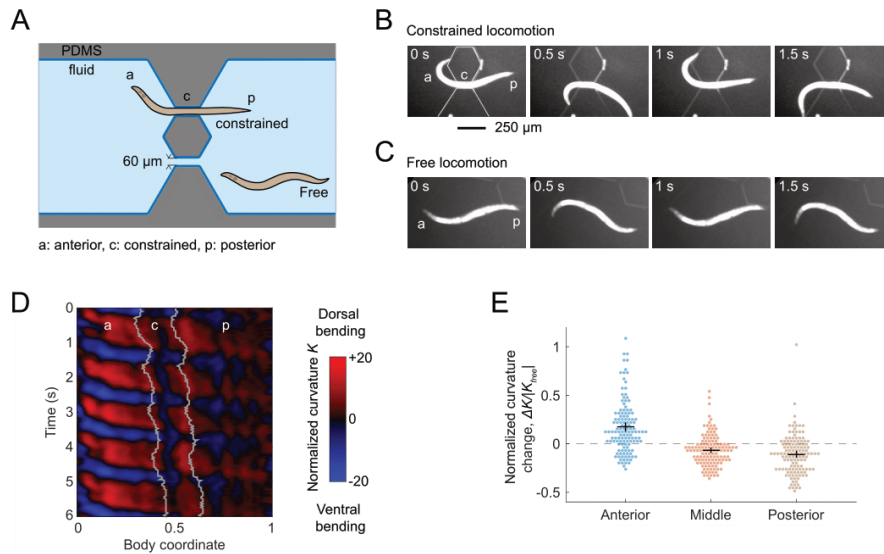 A
PDMS
fluid
a
c
p
constrained
60 µm
Free
a: anterior, c: constrained, p: posterior
B
Constrained locomotion
0 s
0.5 s
1 s
1.5 s
a
c
p
250 µm
C
Free locomotion
0 s
0.5 s
1 s
1.5 s
a
p
D
0
1
2
3
4
5
6
Time (s)
a
c
p
0
0.5
1
Body coordinate
Dorsal
bending
Normalized curvature K
+20
0
-20
Ventral
bending
E
Normalized curvature
change, ΔK/|K_free|
1
0.5
0
-0.5
Anterior
Middle
Posterior